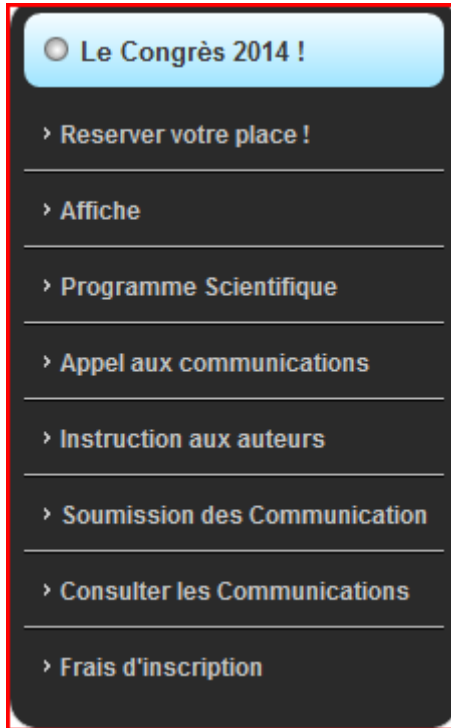 Le Congrès 2014 !
› Reserver votre place !
› Affiche
› Programme Scientifique
› Appel aux communications
› Instruction aux auteurs
› Soumission des Communication
› Consulter les Communications
› Frais d'inscription